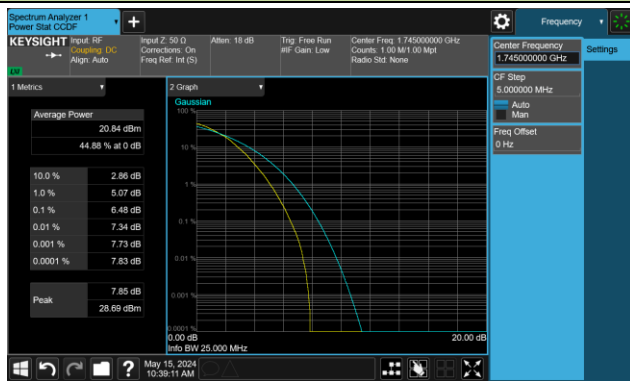 Spectrum Analyzer 1
Power Stat CCDF
Frequency
KEYSIGHT
Input: RF
Coupling: DC
Align: Auto
Input Z: 50 Ω
Corrections: On
Freq Ref: Int (S)
Atten: 18 dB
Trig: Free Run
#IF Gain: Low
Center Freq: 1.745000000 GHz
Counts: 1.00 M/1.00 Mpt
Radio Std: None
LXI
Center Frequency
1.745000000 GHz
Settings
CF Step
5.000000 MHz
Auto
Man
Freq Offset
0 Hz
1 Metrics
Average Power
20.84 dBm
44.88 % at 0 dB
10.0 % 2.86 dB
1.0 % 5.07 dB
0.1 % 6.48 dB
0.01 % 7.34 dB
0.001 % 7.73 dB
0.0001 % 7.83 dB
Peak
7.85 dB
28.69 dBm
2 Graph
Gaussian
100 %
10 %
1 %
0.1 %
0.01 %
0.001 %
0.0001 %
0.00 dB
20.00 dB
Info BW 25.000 MHz
?
May 15, 2024
10:39:11 AM